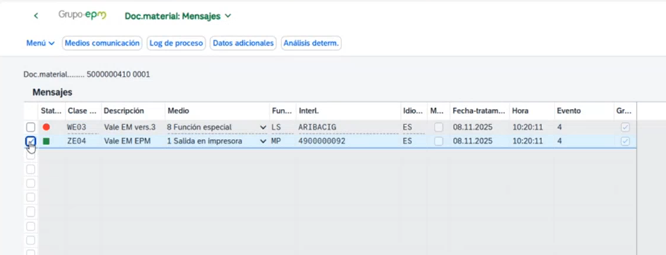 Grupo·epm Doc.material: Mensajes
Menú Medios comunicación Log de proceso Datos adicionales Análisis determ.
Doc.material........ 5000000410 0001
Mensajes
Stat... Clase ... Descripción Medio Fun... Interl. Idio... M... Fecha-tratam... Hora Evento Gr...
WE03 Vale EM vers.3 8 Función especial LS ARIBACIG ES 08.11.2025 10:20:11 4
ZE04 Vale EM EPM 1 Salida en impresora MP 4900000092 ES 08.11.2025 10:20:11 4